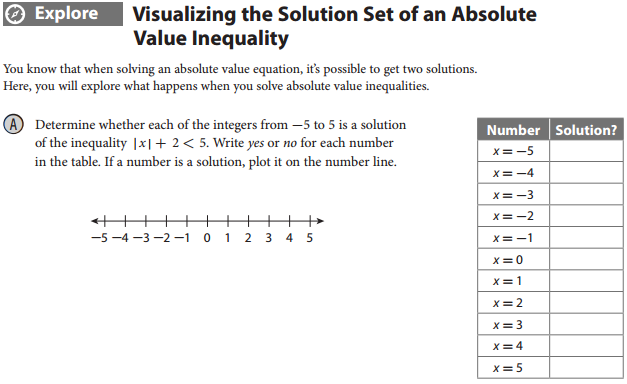 Explore
Visualizing the Solution Set of an Absolute
Value Inequality
You know that when solving an absolute value equation, it's possible to get two solutions.
Here, you will explore what happens when you solve absolute value inequalities.
A Determine whether each of the integers from −5 to 5 is a solution
of the inequality |x| + 2 < 5. Write yes or no for each number
in the table. If a number is a solution, plot it on the number line.
−5 −4 −3 −2 −1 0 1 2 3 4 5
Number Solution?
x = −5
x = −4
x = −3
x = −2
x = −1
x = 0
x = 1
x = 2
x = 3
x = 4
x = 5